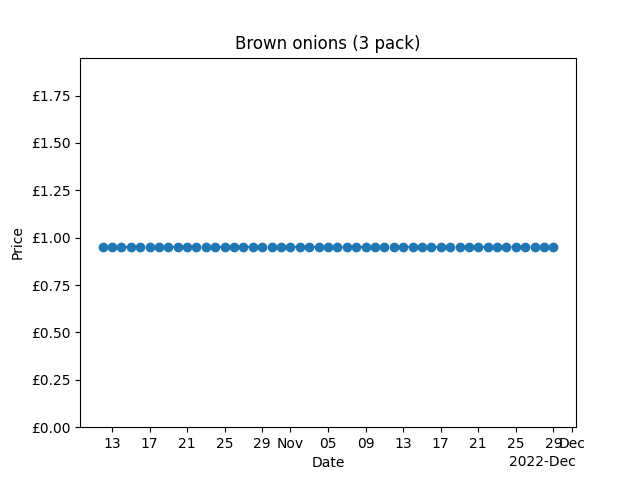 Brown onions (3 pack)
Price
£1.75
£1.50
£1.25
£1.00
£0.75
£0.50
£0.25
£0.00
13 17 21 25 29 Nov 05 09 13 17 21 25 29 Dec
Date
2022-Dec